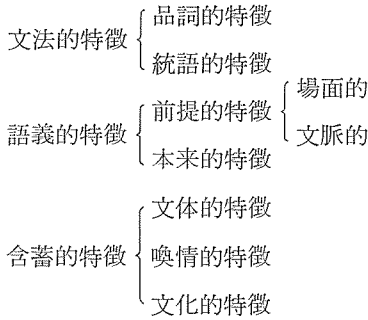 文法的特徴
品詞的特徴
統語的特徴
語義的特徴
前提的特徴
場面的
文脈的
本来的特徴
含蓄的特徴
文体的特徴
喚情的特徴
文化的特徴